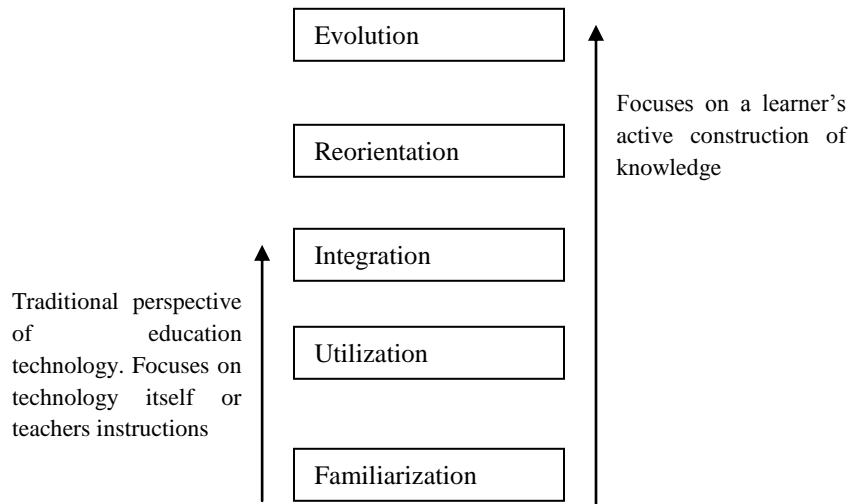 Evolution
Focuses on a learner's
active construction of
knowledge
Reorientation
Integration
Traditional perspective
of education
technology. Focuses on
technology itself or
teachers instructions
Utilization
Familiarization